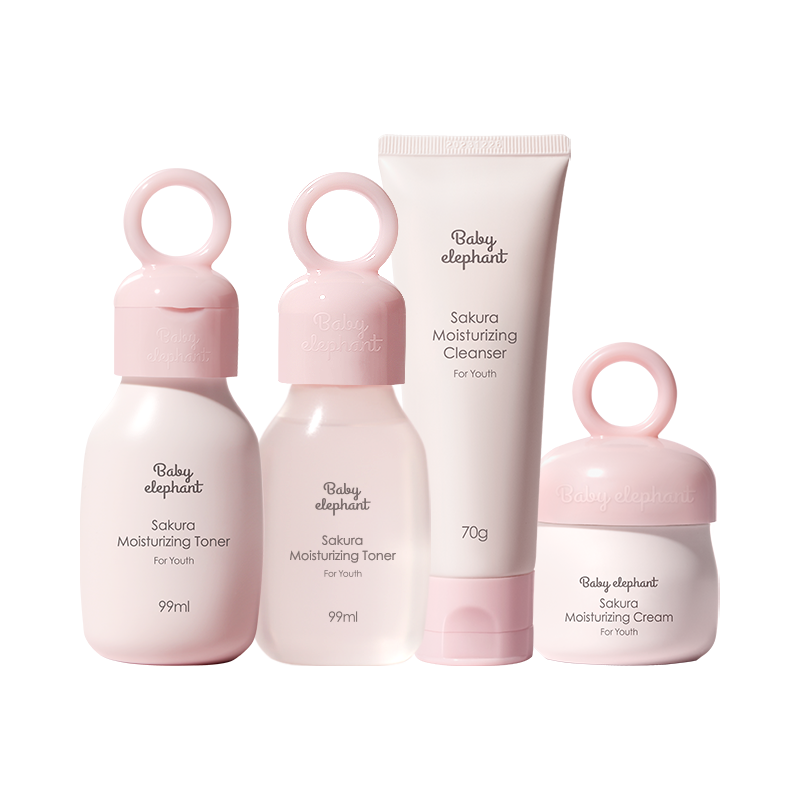 Baby
elephant
Baby
elephant
Sakura
Moisturizing Toner
For Youth
99ml
Baby
elephant
Baby
elephant
Sakura
Moisturizing Toner
For Youth
99ml
Baby
elephant
Sakura
Moisturizing
Cleanser
For Youth
70g
Baby elephant
Baby elephant
Sakura
Moisturizing Cream
For Youth